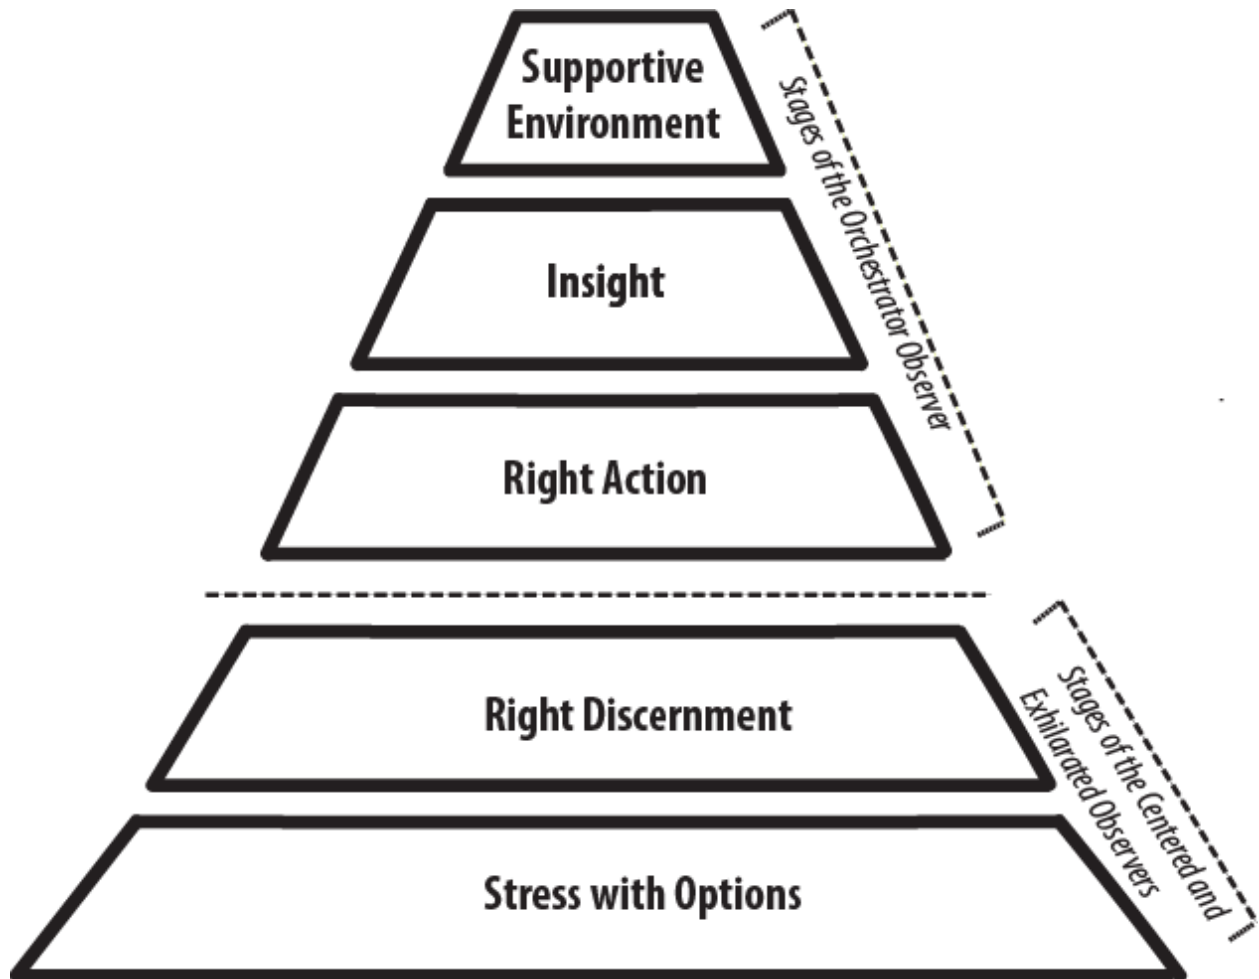 Supportive
Environment
Stages of the Orchestrator Observer
Insight
Right Action
Right Discernment
Stages of the Centered and
Exhilarated Observers
Stress with Options